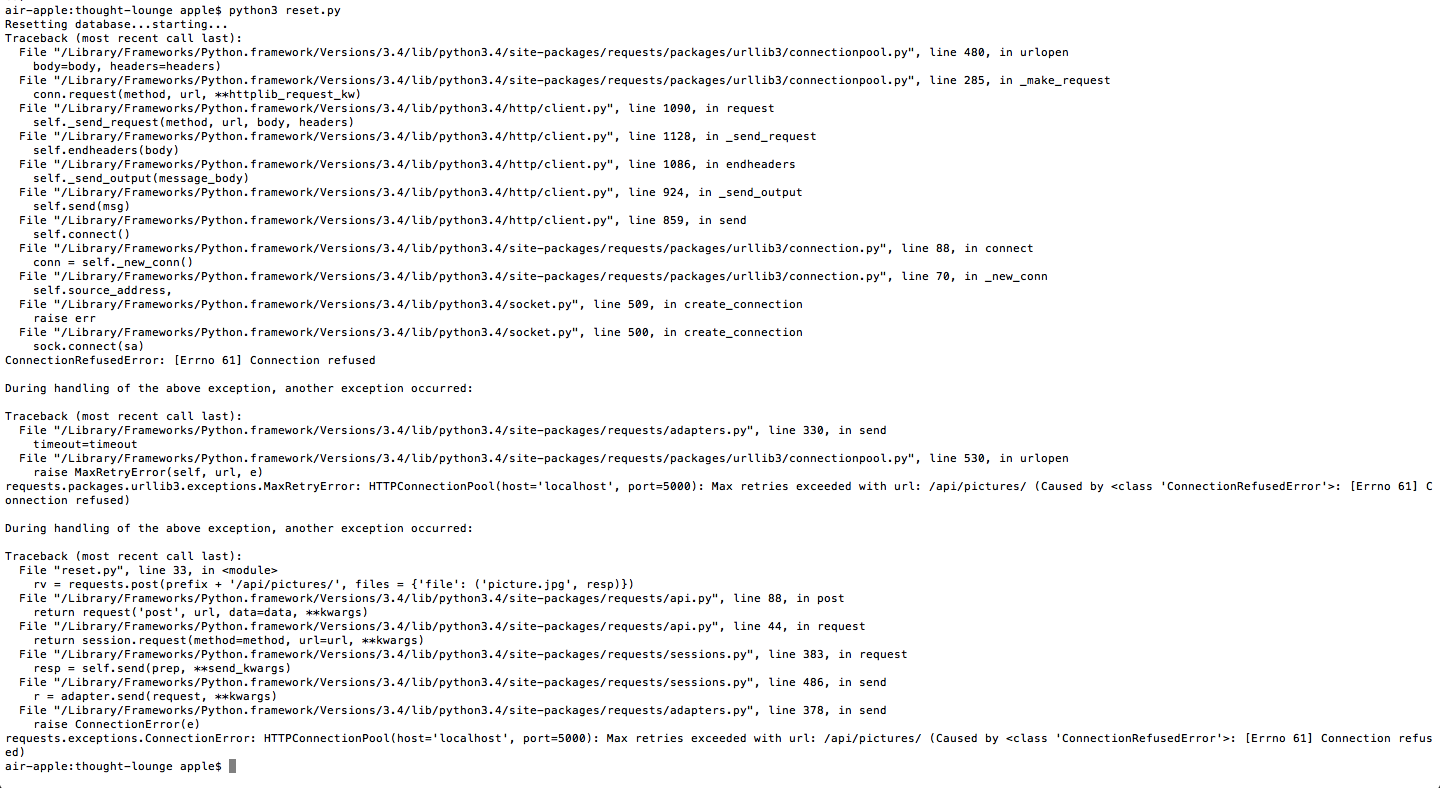 air-apple:thought-lounge apple$ python3 reset.py
Resetting database...starting...
Traceback (most recent call last):
  File "/Library/Frameworks/Python.framework/Versions/3.4/lib/python3.4/site-packages/requests/packages/urllib3/connectionpool.py", line 480, in urlopen
    body=body, headers=headers)
  File "/Library/Frameworks/Python.framework/Versions/3.4/lib/python3.4/site-packages/requests/packages/urllib3/connectionpool.py", line 285, in _make_request
    conn.request(method, url, **httplib_request_kw)
  File "/Library/Frameworks/Python.framework/Versions/3.4/lib/python3.4/http/client.py", line 1090, in request
    self._send_request(method, url, body, headers)
  File "/Library/Frameworks/Python.framework/Versions/3.4/lib/python3.4/http/client.py", line 1128, in _send_request
    self.endheaders(body)
  File "/Library/Frameworks/Python.framework/Versions/3.4/lib/python3.4/http/client.py", line 1086, in endheaders
    self._send_output(message_body)
  File "/Library/Frameworks/Python.framework/Versions/3.4/lib/python3.4/http/client.py", line 924, in _send_output
    self.send(msg)
  File "/Library/Frameworks/Python.framework/Versions/3.4/lib/python3.4/http/client.py", line 859, in send
    self.connect()
  File "/Library/Frameworks/Python.framework/Versions/3.4/lib/python3.4/site-packages/requests/packages/urllib3/connection.py", line 88, in connect
    conn = self._new_conn()
  File "/Library/Frameworks/Python.framework/Versions/3.4/lib/python3.4/site-packages/requests/packages/urllib3/connection.py", line 70, in _new_conn
    self.source_address,
  File "/Library/Frameworks/Python.framework/Versions/3.4/lib/python3.4/socket.py", line 509, in create_connection
    raise err
  File "/Library/Frameworks/Python.framework/Versions/3.4/lib/python3.4/socket.py", line 500, in create_connection
    sock.connect(sa)
ConnectionRefusedError: [Errno 61] Connection refused

During handling of the above exception, another exception occurred:

Traceback (most recent call last):
  File "/Library/Frameworks/Python.framework/Versions/3.4/lib/python3.4/site-packages/requests/adapters.py", line 330, in send
    timeout=timeout
  File "/Library/Frameworks/Python.framework/Versions/3.4/lib/python3.4/site-packages/requests/packages/urllib3/connectionpool.py", line 530, in urlopen
    raise MaxRetryError(self, url, e)
requests.packages.urllib3.exceptions.MaxRetryError: HTTPConnectionPool(host='localhost', port=5000): Max retries exceeded with url: /api/pictures/ (Caused by <class 'ConnectionRefusedError'>: [Errno 61] C
onnection refused)

During handling of the above exception, another exception occurred:

Traceback (most recent call last):
  File "reset.py", line 33, in <module>
    rv = requests.post(prefix + '/api/pictures/', files = {'file': ('picture.jpg', resp)})
  File "/Library/Frameworks/Python.framework/Versions/3.4/lib/python3.4/site-packages/requests/api.py", line 88, in post
    return request('post', url, data=data, **kwargs)
  File "/Library/Frameworks/Python.framework/Versions/3.4/lib/python3.4/site-packages/requests/api.py", line 44, in request
    return session.request(method=method, url=url, **kwargs)
  File "/Library/Frameworks/Python.framework/Versions/3.4/lib/python3.4/site-packages/requests/sessions.py", line 383, in request
    resp = self.send(prep, **send_kwargs)
  File "/Library/Frameworks/Python.framework/Versions/3.4/lib/python3.4/site-packages/requests/sessions.py", line 486, in send
    r = adapter.send(request, **kwargs)
  File "/Library/Frameworks/Python.framework/Versions/3.4/lib/python3.4/site-packages/requests/adapters.py", line 378, in send
    raise ConnectionError(e)
requests.exceptions.ConnectionError: HTTPConnectionPool(host='localhost', port=5000): Max retries exceeded with url: /api/pictures/ (Caused by <class 'ConnectionRefusedError'>: [Errno 61] Connection refus
ed)
air-apple:thought-lounge apple$